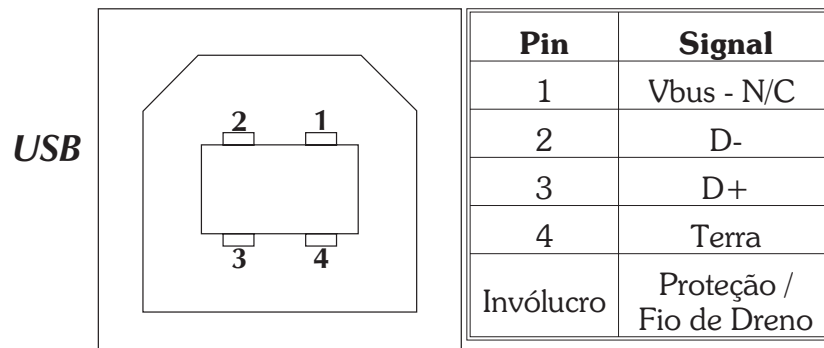 USB
2 1
3 4
Pin Signal
1 Vbus - N/C
2 D-
3 D+
4 Terra
Invólucro Proteção /
Fio de Dreno